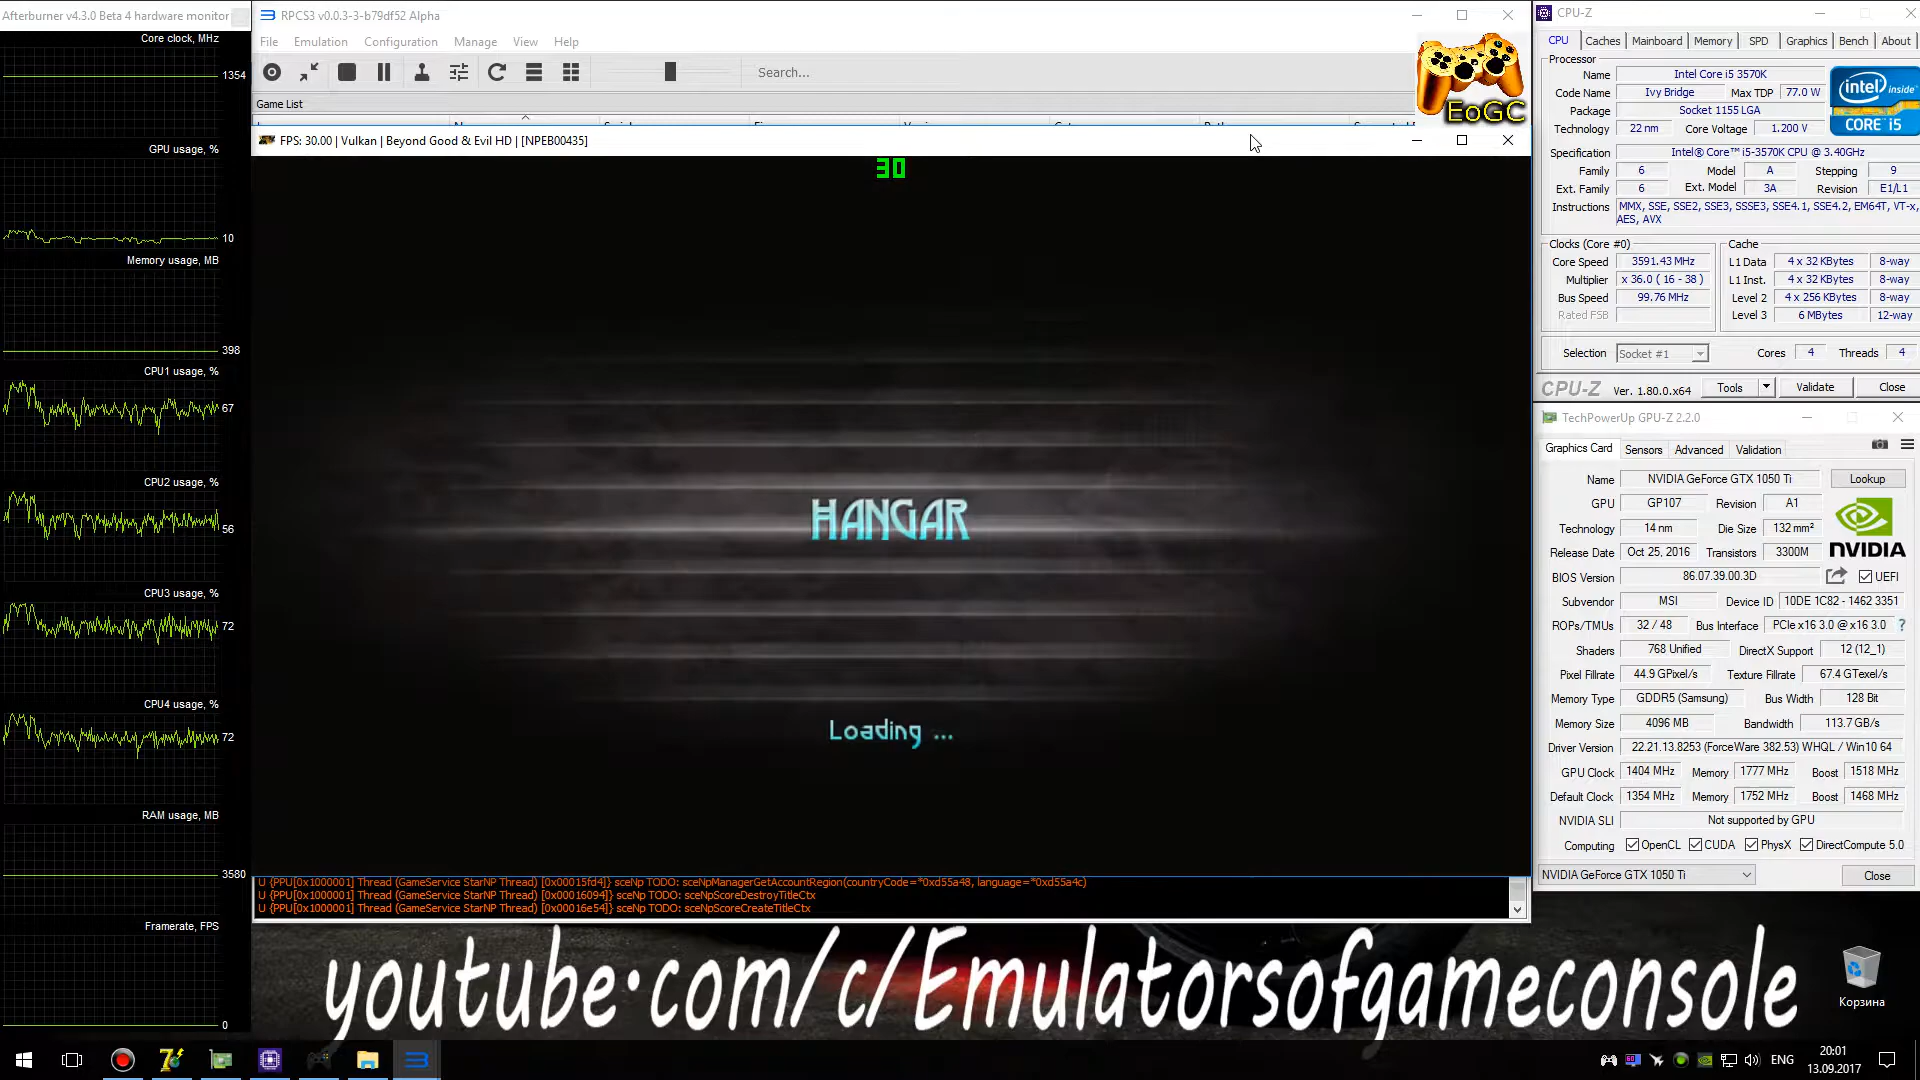 Afterburner v4.3.0 Beta 4 hardware monitor
Core clock, MHz
1354
GPU usage, %
10
Memory usage, MB
398
CPU1 usage, %
67
CPU2 usage, %
56
CPU3 usage, %
72
CPU4 usage, %
72
RAM usage, MB
3580
Framerate, FPS
0
RPCS3 v0.0.3-3-b79df52 Alpha
File Emulation Configuration Manage View Help
Search...
Game List
EoGC
FPS: 30.00 | Vulkan | Beyond Good & Evil HD | [NPEB00435]
30
HANGAR
Loading ...
U {PPU[0x1000001] Thread (GameService StarNP Thread) [0x00015fd4]} sceNp TODO: sceNpManagerGetAccountRegion(countryCode=*0xd55a48, language=*0xd55a4c)
U {PPU[0x1000001] Thread (GameService StarNP Thread) [0x00016094]} sceNp TODO: sceNpScoreDestroyTitleCtx
U {PPU[0x1000001] Thread (GameService StarNP Thread) [0x00016e54]} sceNp TODO: sceNpScoreCreateTitleCtx
CPU-Z
CPU Caches Mainboard Memory SPD Graphics Bench About
Processor
Name Intel Core i5 3570K
Code Name Ivy Bridge Max TDP 77.0 W
Package Socket 1155 LGA
Technology 22 nm Core Voltage 1.200 V
intel inside™
CORE i5
Specification Intel® Core™ i5-3570K CPU @ 3.40GHz
Family 6 Model A Stepping 9
Ext. Family 6 Ext. Model 3A Revision E1/L1
Instructions MMX, SSE, SSE2, SSE3, SSSE3, SSE4.1, SSE4.2, EM64T, VT-x,
AES, AVX
Clocks (Core #0)
Core Speed 3591.43 MHz
Multiplier x 36.0 ( 16 - 38 )
Bus Speed 99.76 MHz
Rated FSB
Cache
L1 Data 4 x 32 KBytes 8-way
L1 Inst. 4 x 32 KBytes 8-way
Level 2 4 x 256 KBytes 8-way
Level 3 6 MBytes 12-way
Selection Socket #1 Cores 4 Threads 4
CPU-Z Ver. 1.80.0.x64 Tools Validate Close
TechPowerUp GPU-Z 2.2.0
Graphics Card Sensors Advanced Validation
Name NVIDIA GeForce GTX 1050 Ti Lookup
GPU GP107 Revision A1
Technology 14 nm Die Size 132 mm²
Release Date Oct 25, 2016 Transistors 3300M
NVIDIA
BIOS Version 86.07.39.00.3D UEFI
Subvendor MSI Device ID 10DE 1C82 - 1462 3351
ROPs/TMUs 32 / 48 Bus Interface PCIe x16 3.0 @ x16 3.0 ?
Shaders 768 Unified DirectX Support 12 (12_1)
Pixel Fillrate 44.9 GPixel/s Texture Fillrate 67.4 GTexel/s
Memory Type GDDR5 (Samsung) Bus Width 128 Bit
Memory Size 4096 MB Bandwidth 113.7 GB/s
Driver Version 22.21.13.8253 (ForceWare 382.53) WHQL / Win10 64
GPU Clock 1404 MHz Memory 1777 MHz Boost 1518 MHz
Default Clock 1354 MHz Memory 1752 MHz Boost 1468 MHz
NVIDIA SLI Not supported by GPU
Computing OpenCL CUDA PhysX DirectCompute 5.0
NVIDIA GeForce GTX 1050 Ti Close
youtube.com/c/Emulatorsofgameconsole
Корзина
ENG
20:01
13.09.2017